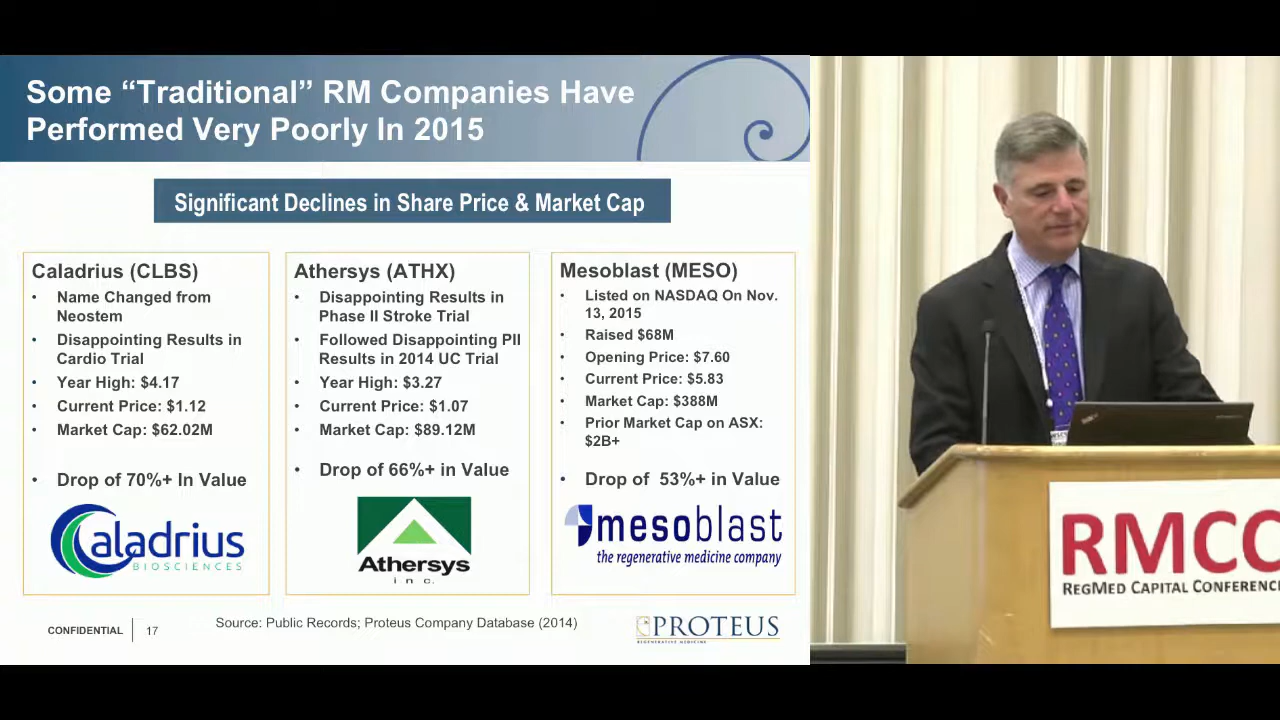 Some “Traditional” RM Companies Have
Performed Very Poorly In 2015
Significant Declines in Share Price & Market Cap
Caladrius (CLBS)
• Name Changed from
Neostem
• Disappointing Results in
Cardio Trial
• Year High: $4.17
• Current Price: $1.12
• Market Cap: $62.02M
• Drop of 70%+ In Value
Caladrius
BIOSCIENCES
Athersys (ATHX)
• Disappointing Results in
Phase II Stroke Trial
• Followed Disappointing PII
Results in 2014 UC Trial
• Year High: $3.27
• Current Price: $1.07
• Market Cap: $89.12M
• Drop of 66%+ in Value
Athersys
inc.
Mesoblast (MESO)
• Listed on NASDAQ On Nov.
13, 2015
• Raised $68M
• Opening Price: $7.60
• Current Price: $5.83
• Market Cap: $388M
• Prior Market Cap on ASX:
$2B+
• Drop of 53%+ in Value
mesoblast
the regenerative medicine company
CONFIDENTIAL
17
Source: Public Records; Proteus Company Database (2014)
PROTEUS
REGENERATIVE MEDICINE
RMCC
REGMED CAPITAL CONFERENCE